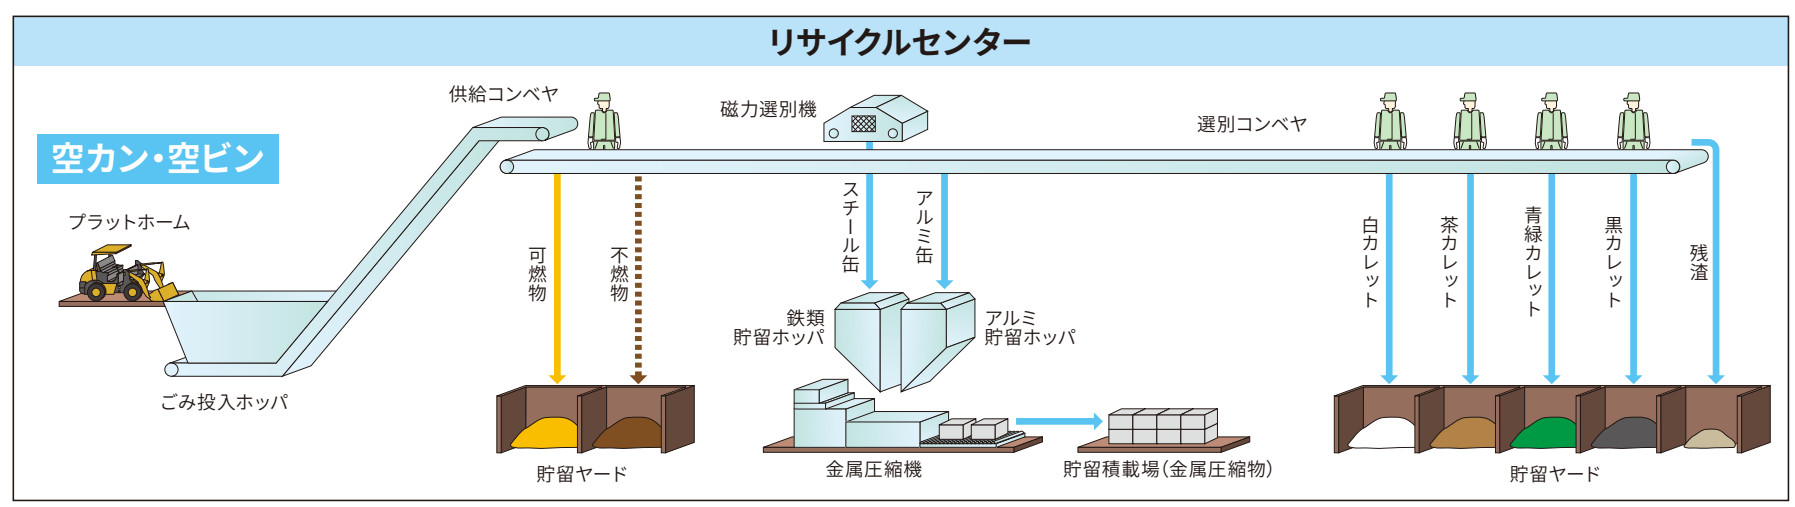 リサイクルセンター
空カン・空ビン
プラットホーム
ごみ投入ホッパ
供給コンベヤ
可燃物
不燃物
貯留ヤード
磁力選別機
スチール缶
アルミ缶
鉄類
貯留ホッパ
アルミ
貯留ホッパ
金属圧縮機
貯留積載場(金属圧縮物)
選別コンベヤ
白カレット
茶カレット
青緑カレット
黒カレット
残渣
貯留ヤード